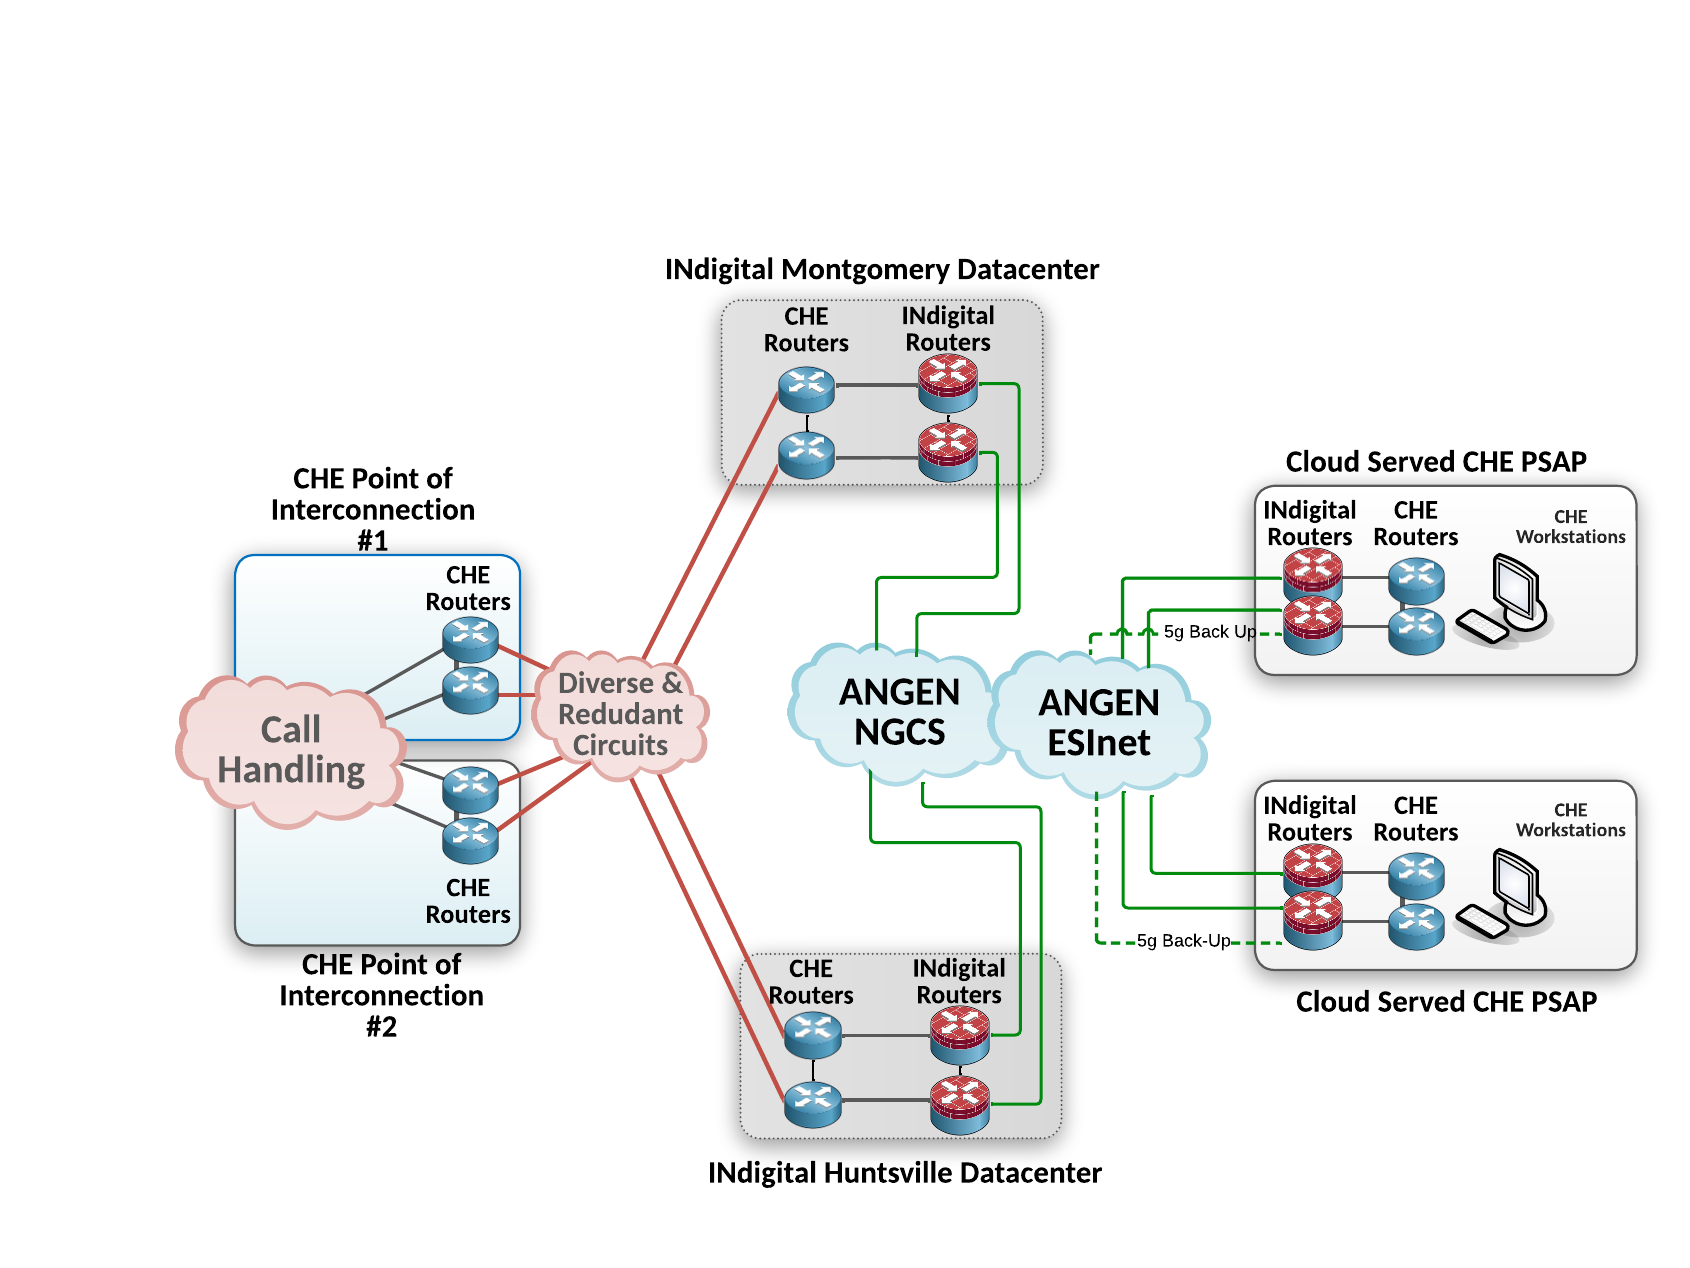 INdigital Montgomery Datacenter
CHE
Routers
INdigital
Routers
CHE Point of
Interconnection
#1
CHE
Routers
Call
Handling
CHE
Routers
CHE Point of
Interconnection
#2
Diverse &
Redudant
Circuits
ANGEN
NGCS
ANGEN
ESInet
Cloud Served CHE PSAP
INdigital
Routers
CHE
Routers
CHE
Workstations
5g Back Up
INdigital
Routers
CHE
Routers
CHE
Workstations
5g Back-Up
Cloud Served CHE PSAP
CHE
Routers
INdigital
Routers
INdigital Huntsville Datacenter